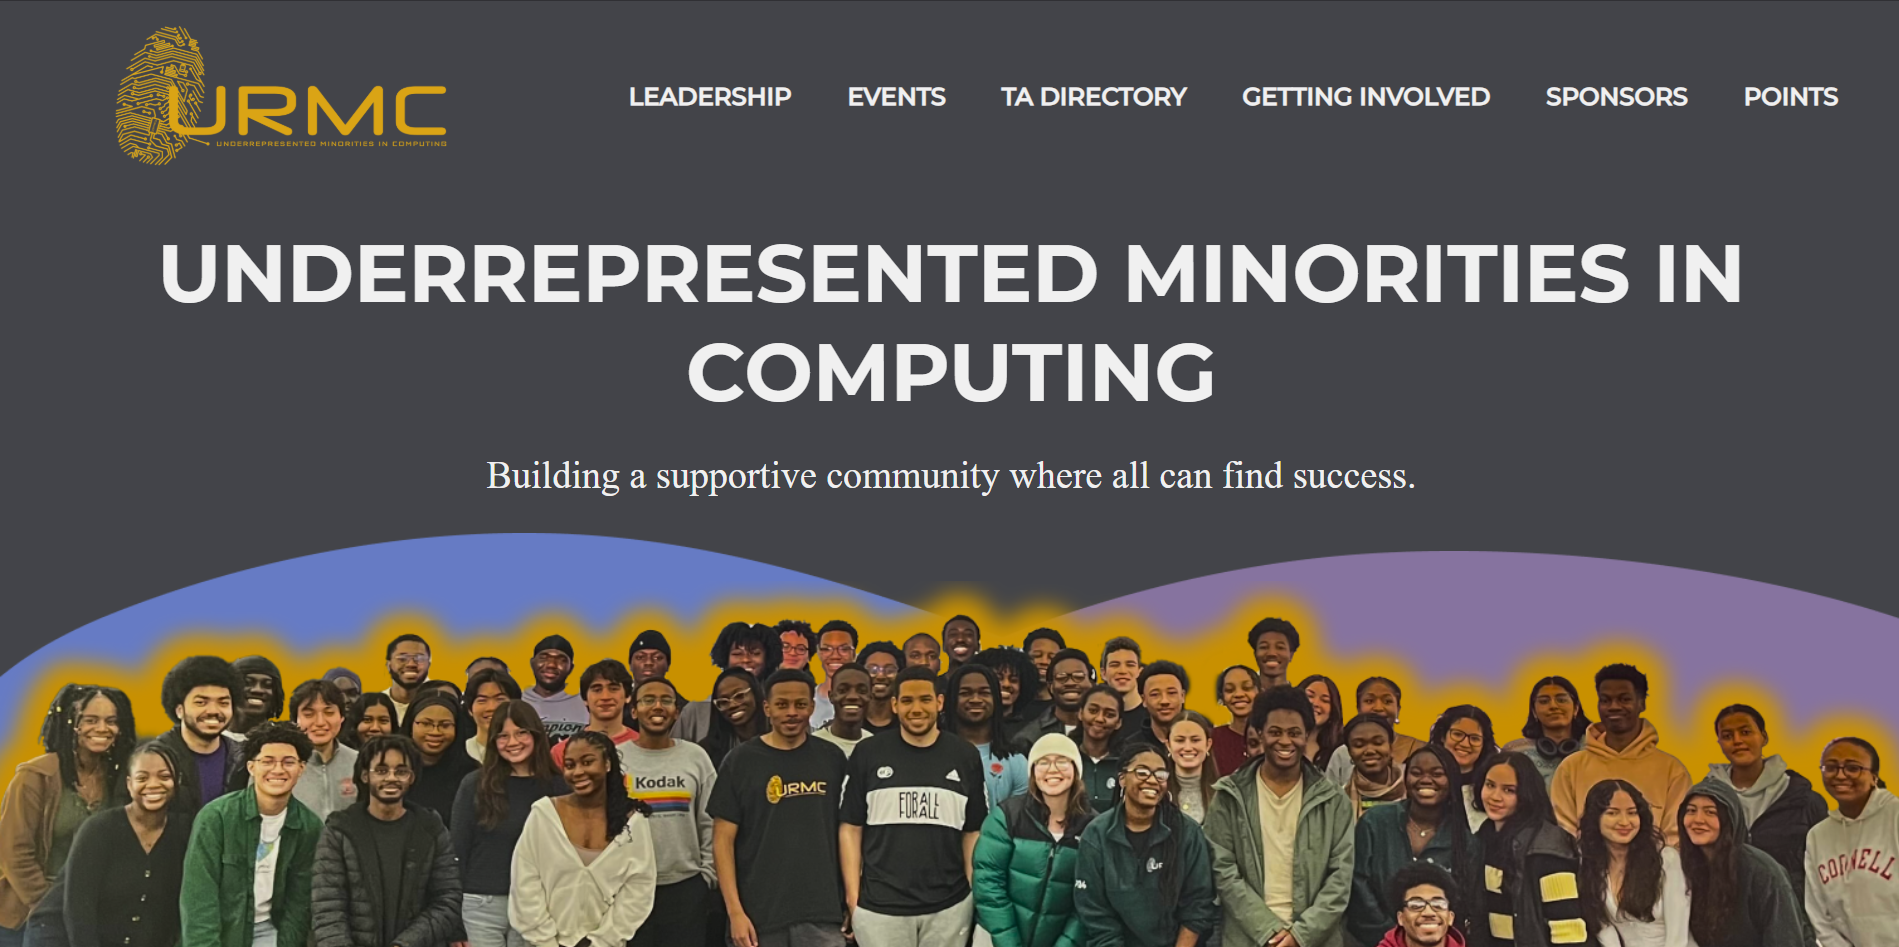 URMC
UNDERREPRESENTED MINORITIES IN COMPUTING
LEADERSHIP
EVENTS
TA DIRECTORY
GETTING INVOLVED
SPONSORS
POINTS
UNDERREPRESENTED MINORITIES IN
COMPUTING
Building a supportive community where all can find success.
Kodak
URMC
FOR ALL
FORALL
CORNELL